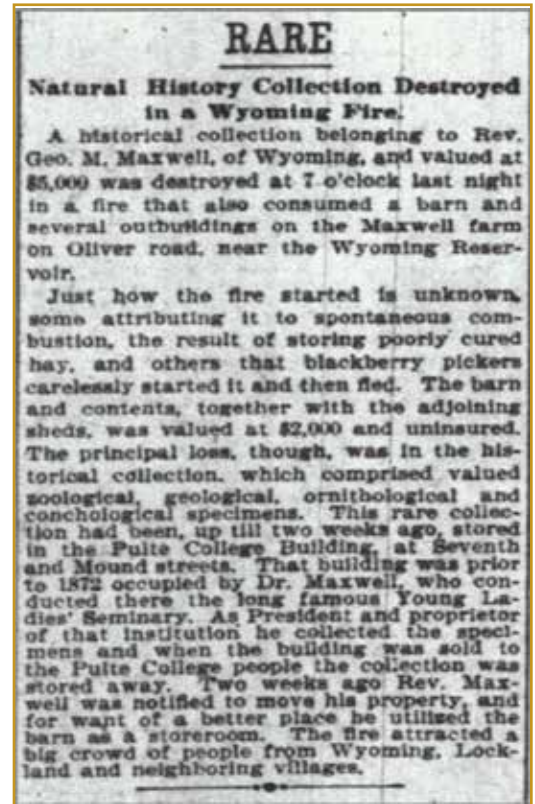 RARE
Natural History Collection Destroyed
in a Wyoming Fire.
A historical collection belonging to Rev.
Geo. M. Maxwell, of Wyoming, and valued at
$5,000 was destroyed at 7 o'clock last night
in a fire that also consumed a barn and
several outbuildings on the Maxwell farm
on Oliver road, near the Wyoming Reser-
voir.
Just how the fire started is unknown,
some attributing it to spontaneous com-
bustion, the result of storing poorly cured
hay, and others that blackberry pickers
carelessly started it and then fled. The barn
and contents, together with the adjoining
sheds, was valued at $2,000 and uninsured.
The principal loss, though, was in the his-
torical collection, which comprised valued
zoological, geological, ornithological and
conchological specimens. This rare collec-
tion had been, up till two weeks ago, stored
in the Pulte College Building, at Seventh
and Mound streets. That building was prior
to 1872 occupied by Dr. Maxwell, who con-
ducted there the long famous Young La-
dies' Seminary. As President and proprietor
of that institution he collected the speci-
mens and when the building was sold to
the Pulte College people the collection was
stored away. Two weeks ago Rev. Max-
well was notified to move his property, and
for want of a better place he utilized the
barn as a storeroom. The fire attracted a
big crowd of people from Wyoming, Lock-
land and neighboring villages.